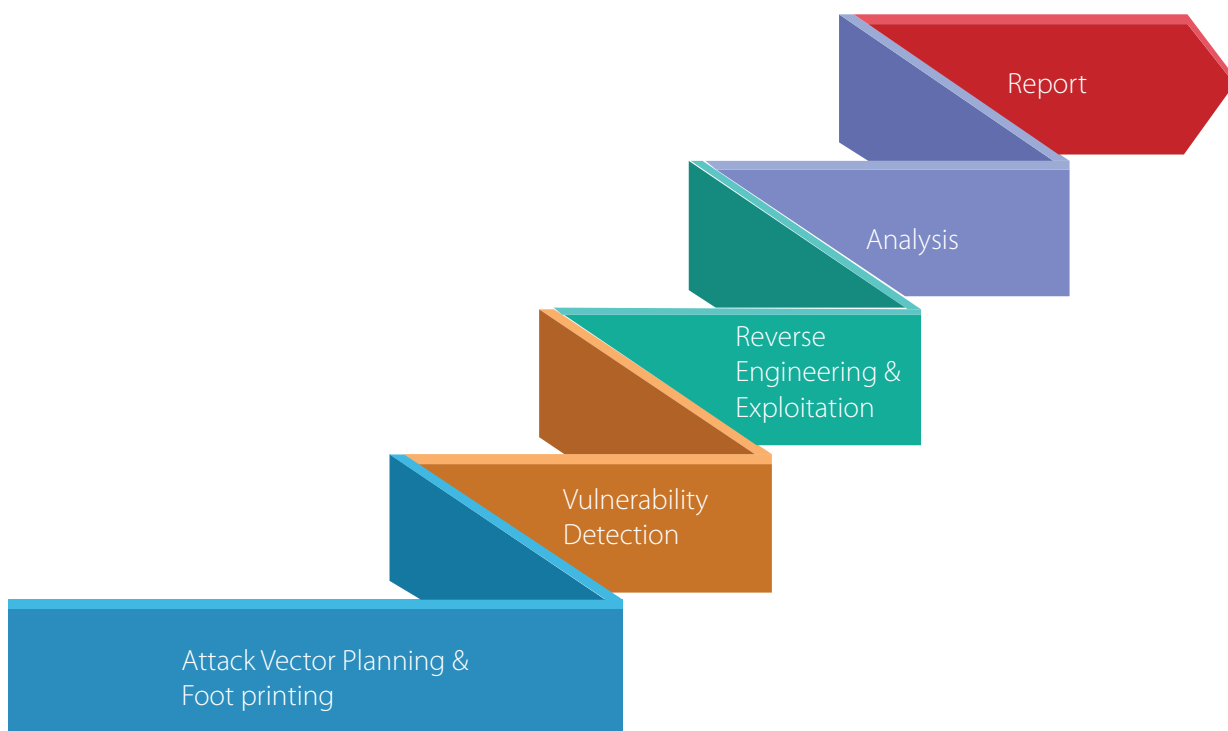 Report
Analysis
Reverse
Engineering &
Exploitation
Vulnerability
Detection
Attack Vector Planning &
Foot printing